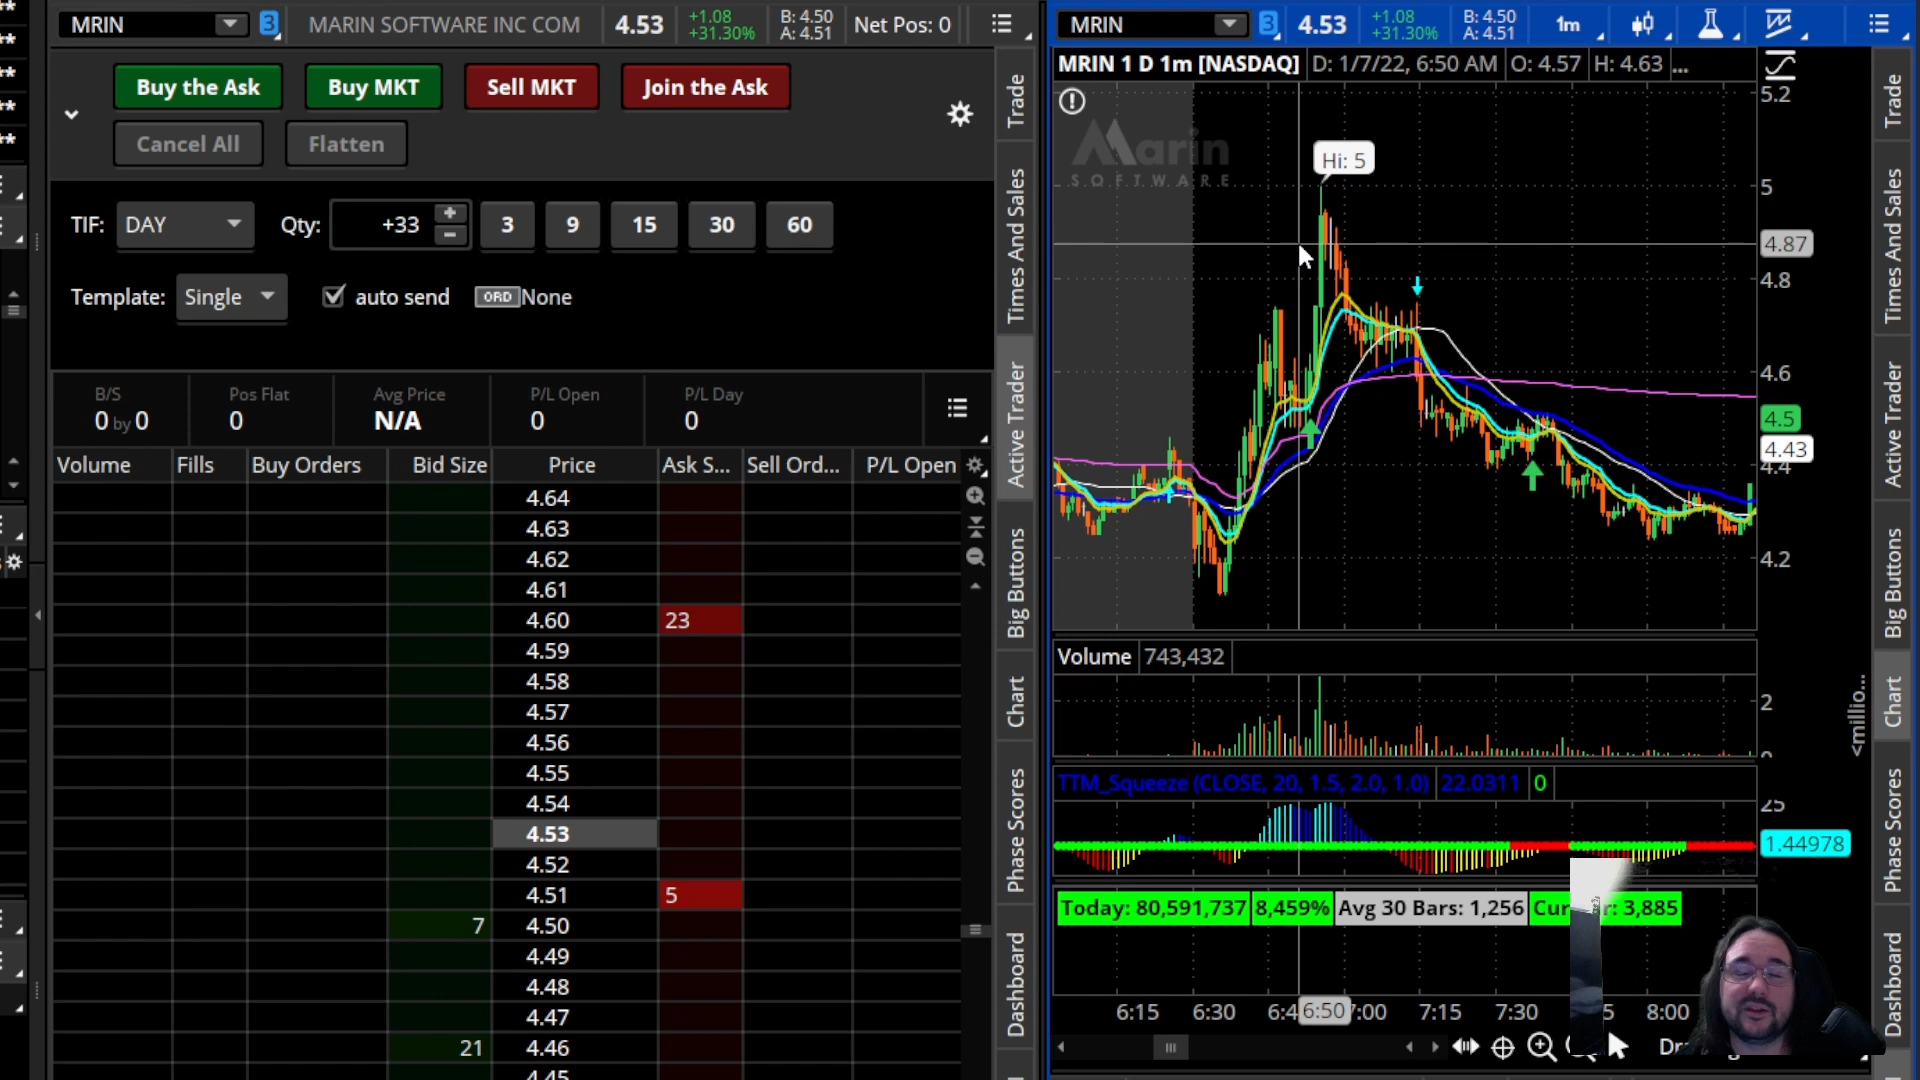 MRIN
3
MARIN SOFTWARE INC COM
4.53
+1.08
+31.30%
B: 4.50
A: 4.51
Net Pos: 0
Buy the Ask
Buy MKT
Sell MKT
Join the Ask
Cancel All
Flatten
TIF:
DAY
Qty:
+33
3
9
15
30
60
Template:
Single
auto send
ORD
None
B/S
0 by 0
Pos Flat
0
Avg Price
N/A
P/L Open
0
P/L Day
0
Volume
Fills
Buy Orders
Bid Size
Price
Ask S...
Sell Ord...
P/L Open
4.64
4.63
4.62
4.61
4.60
23
4.59
4.58
4.57
4.56
4.55
4.54
4.53
4.52
4.51
5
7
4.50
4.49
4.48
4.47
21
4.46
4.45
Trade
Times And Sales
Active Trader
Big Buttons
Chart
Phase Scores
Dashboard
MRIN
3
4.53
+1.08
+31.30%
B: 4.50
A: 4.51
1m
MRIN 1 D 1m [NASDAQ]
D: 1/7/22, 6:50 AM
O: 4.57
H: 4.63
...
Marin
SOFTWARE
Hi: 5
5.2
5
4.87
4.8
4.6
4.5
4.43
4.4
4.2
Volume
743,432
2
0
<millio...
TTM_Squeeze (CLOSE, 20, 1.5, 2.0, 1.0)
22.0311
0
25
1.44978
Today: 80,591,737
8,459%
Avg 30 Bars: 1,256
Cur
r: 3,885
6:15
6:30
6:4
6:50
7:00
7:15
7:30
5
8:00
Trade
Times And Sales
Active Trader
Big Buttons
Chart
Phase Scores
Dashboard